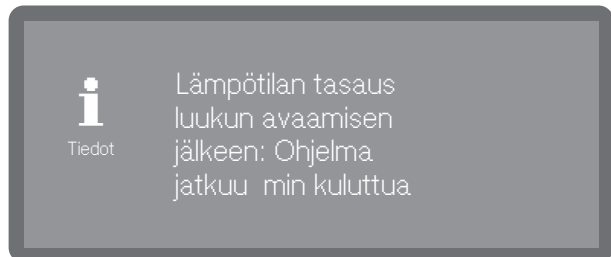 Tiedot
Lämpötilan tasaus
luukun avaamisen
jälkeen: Ohjelma
jatkuu  min kuluttua